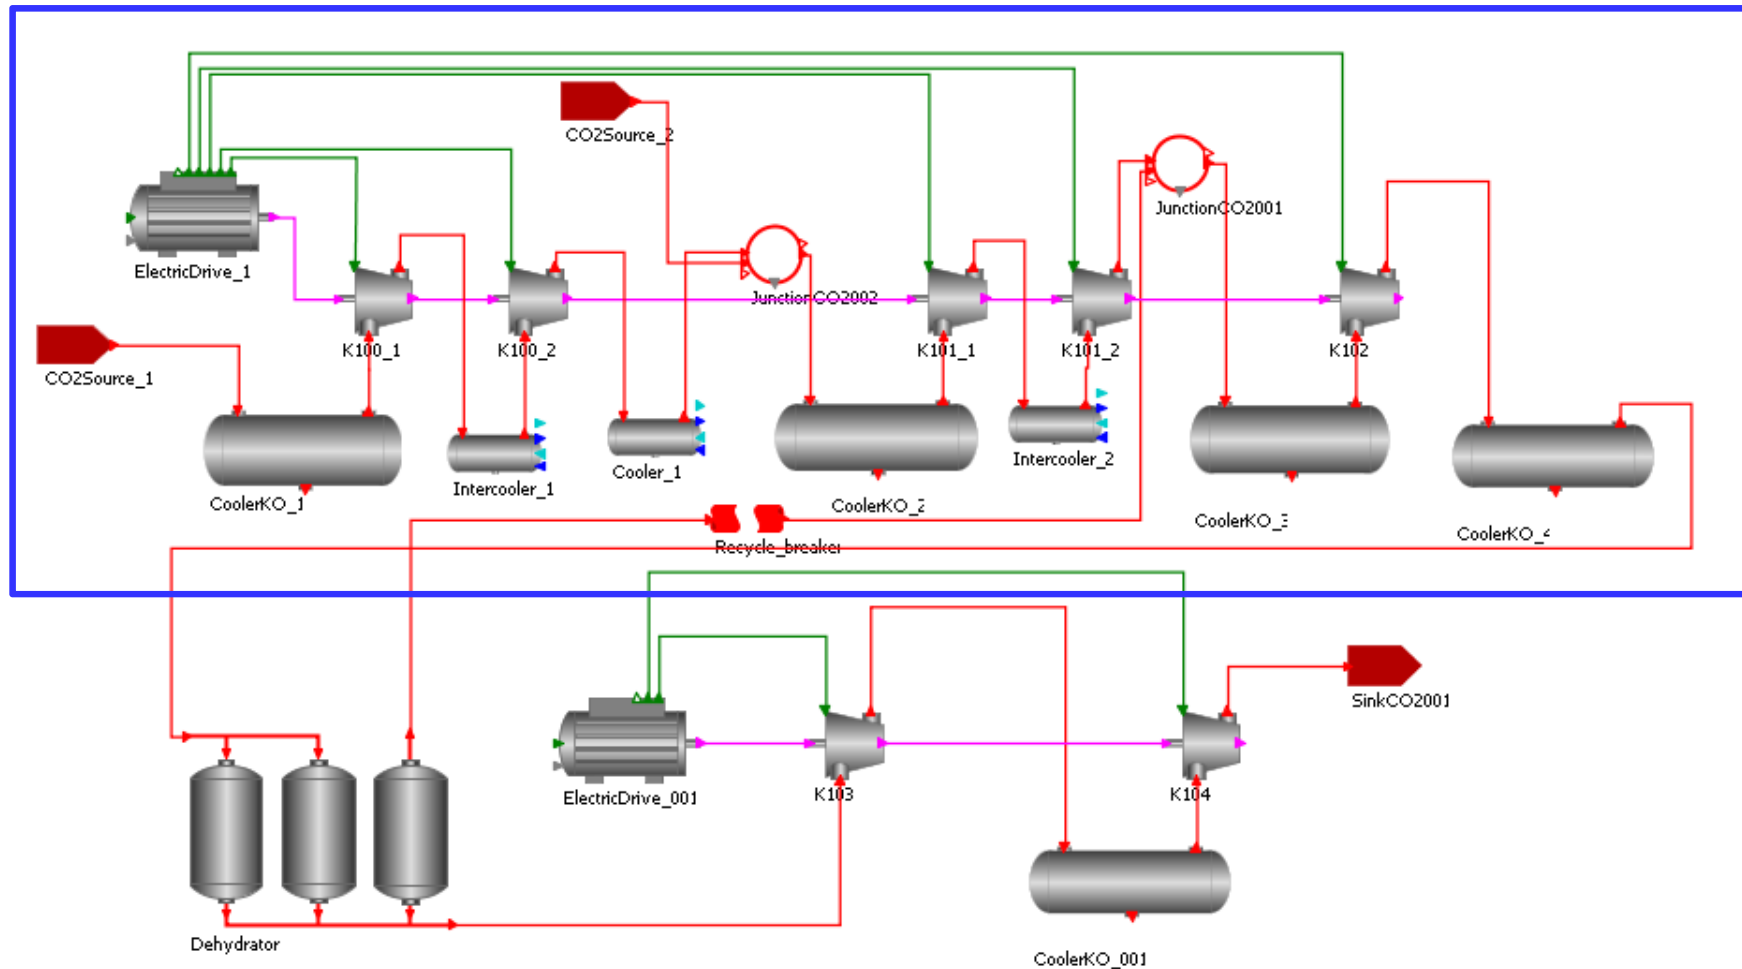 CO2Source_2
JunctionCO2001
ElectricDrive_1
JunctionCO2002
K100_1
K100_2
K101_1
K101_2
K102
CO2Source_1
Intercooler_1
Cooler_1
Intercooler_2
CoolerKO_1
CoolerKO_2
CoolerKO_3
CoolerKO_4
Recycle_breaker
SinkCO2001
ElectricDrive_001
K103
K104
Dehydrator
CoolerKO_001